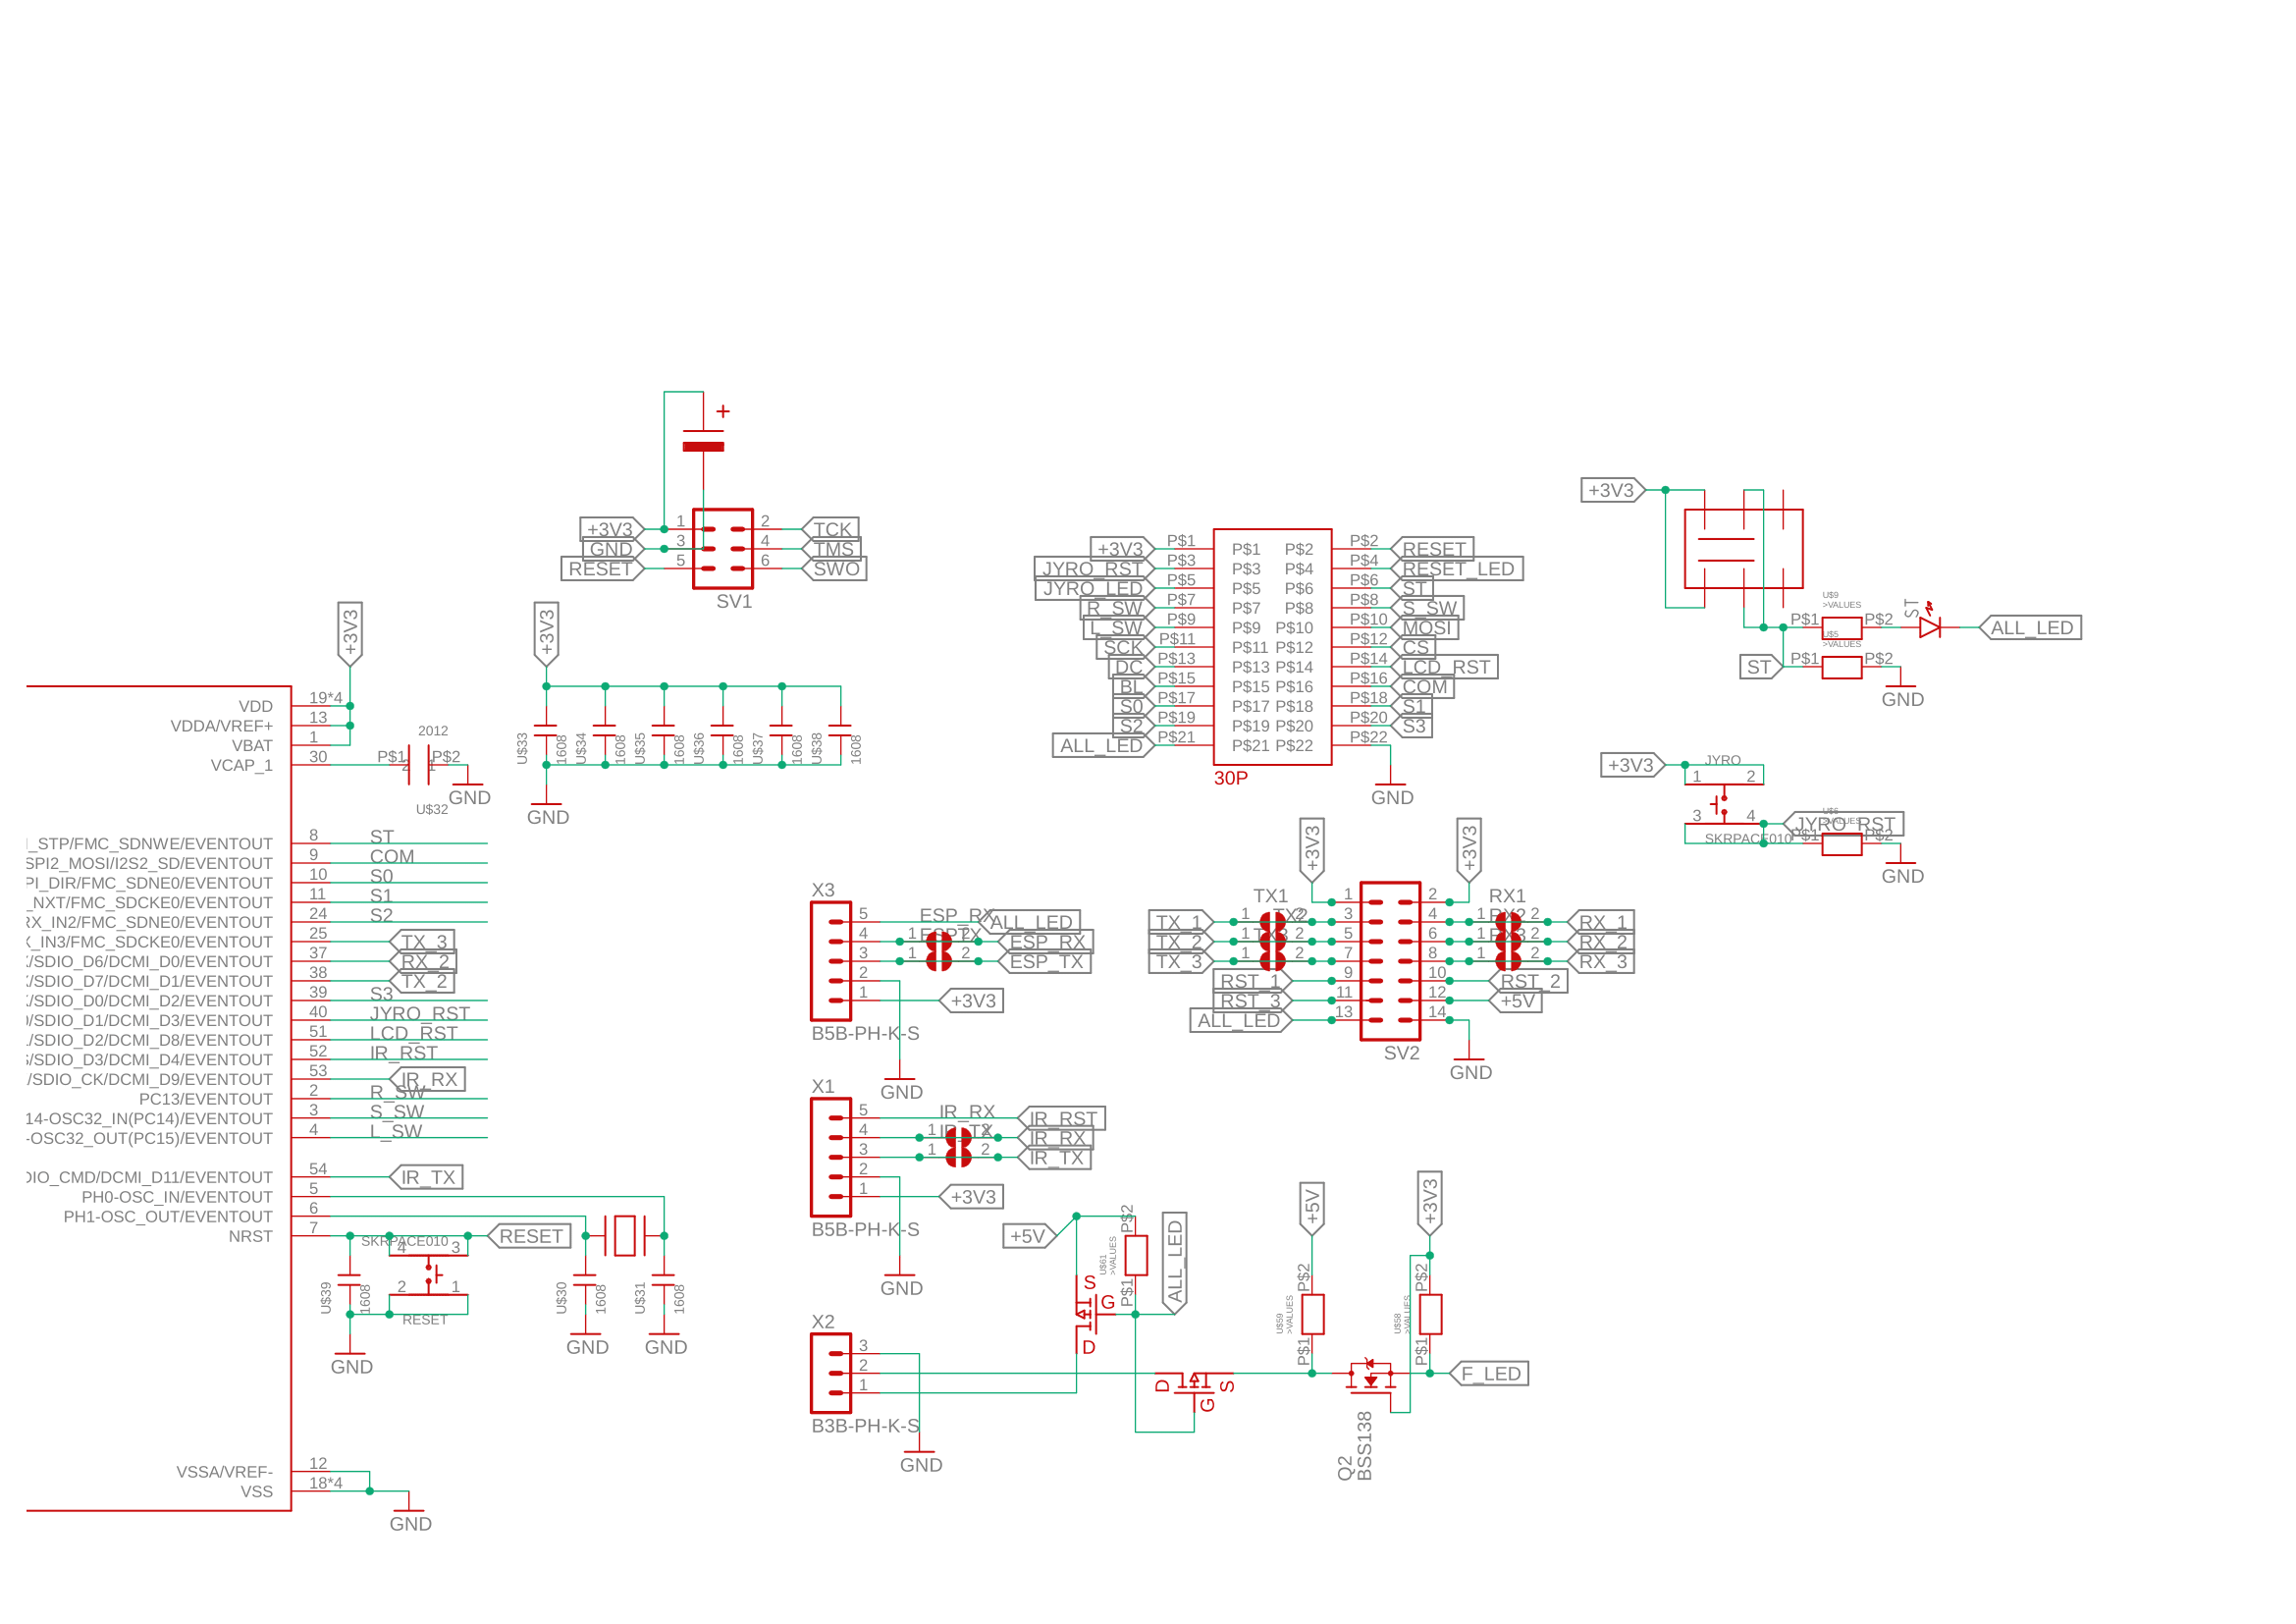 +
+3V3 1 2 TCK
GND 3 4 TMS
RESET 5 6 SWO
SV1
+3V3
+3V3
VDD 19*4
VDDA/VREF+ 13
VBAT 1
VCAP_1 30
2012
P$1 P$2
2 1
GND
U$32
U$33 1608
U$34 1608
U$35 1608
U$36 1608
U$37 1608
U$38 1608
GND
_STP/FMC_SDNWE/EVENTOUT 8 ST
SPI2_MOSI/I2S2_SD/EVENTOUT 9 COM
PI_DIR/FMC_SDNE0/EVENTOUT 10 S0
_NXT/FMC_SDCKE0/EVENTOUT 11 S1
RX_IN2/FMC_SDNE0/EVENTOUT 24 S2
X_IN3/FMC_SDCKE0/EVENTOUT 25 TX_3
/SDIO_D6/DCMI_D0/EVENTOUT 37 RX_2
/SDIO_D7/DCMI_D1/EVENTOUT 38 TX_2
/SDIO_D0/DCMI_D2/EVENTOUT 39 S3
/SDIO_D1/DCMI_D3/EVENTOUT 40 JYRO_RST
/SDIO_D2/DCMI_D8/EVENTOUT 51 LCD_RST
/SDIO_D3/DCMI_D4/EVENTOUT 52 IR_RST
/SDIO_CK/DCMI_D9/EVENTOUT 53 IR_RX
PC13/EVENTOUT 2 R_SW
14-OSC32_IN(PC14)/EVENTOUT 3 S_SW
-OSC32_OUT(PC15)/EVENTOUT 4 L_SW
DIO_CMD/DCMI_D11/EVENTOUT 54 IR_TX
PH0-OSC_IN/EVENTOUT 5
PH1-OSC_OUT/EVENTOUT 6
NRST 7 RESET
SKRPACE010
4 3
2 1
RESET
U$39 1608
GND
U$30 1608
GND
U$31 1608
GND
VSSA/VREF- 12
VSS 18*4
GND
+3V3 P$1 P$1 P$2 P$2 RESET
JYRO_RST P$3 P$3 P$4 P$4 RESET_LED
JYRO_LED P$5 P$5 P$6 P$6 ST
R_SW P$7 P$7 P$8 P$8 S_SW
L_SW P$9 P$9 P$10 P$10 MOSI
SCK P$11 P$11 P$12 P$12 CS
DC P$13 P$13 P$14 P$14 LCD_RST
BL P$15 P$15 P$16 P$16 COM
S0 P$17 P$17 P$18 P$18 S1
S2 P$19 P$19 P$20 P$20 S3
ALL_LED P$21 P$21 P$22 P$22
30P
GND
+3V3
U$9
>VALUES
P$1 P$2 ST ALL_LED
U$5
>VALUES
ST P$1 P$2
GND
+3V3 JYRO
1 2
3 4 JYRO_RST
U$6
>VALUES
SKRPACE010 P$1 P$2
GND
X3
5 ESP_RX ALL_LED
4 1 ESP_TX 2 ESP_RX
3 1 2 ESP_TX
2
1 +3V3
B5B-PH-K-S
GND
+3V3 +3V3
TX1 RX1
TX2 RX2
TX3 RX3
TX_1 1 2 3 4 1 2 RX_1
TX_2 1 2 5 6 1 2 RX_2
TX_3 1 2 7 8 1 2 RX_3
1 2
RST_1 9 10 RST_2
RST_3 11 12 +5V
ALL_LED 13 14
SV2
GND
X1
5 IR_RX IR_RST
4 1 IR_TX 2 IR_RX
3 1 2 IR_TX
2
1 +3V3
B5B-PH-K-S
GND
+5V
P$2
U$61
>VALUES
P$1
ALL_LED
S G D
X2
3
2
1
B3B-PH-K-S
GND
D G S
+5V
P$2
U$59
>VALUES
P$1
+3V3
P$2
U$58
>VALUES
P$1
F_LED
Q2
BSS138